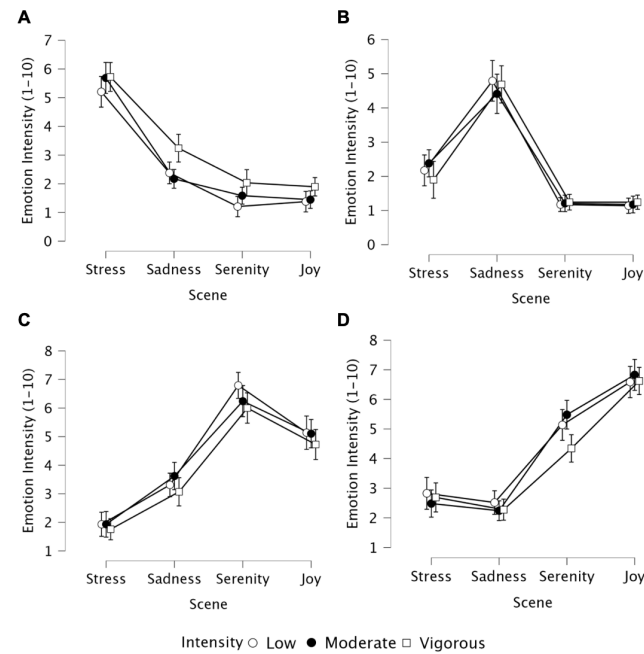 A
Emotion Intensity (1–10)
7
6
5
4
3
2
1
0
Stress Sadness Serenity Joy
Scene
B
Emotion Intensity (1–10)
6
5
4
3
2
1
0
Stress Sadness Serenity Joy
Scene
C
Emotion Intensity (1–10)
8
7
6
5
4
3
2
1
Stress Sadness Serenity Joy
Scene
D
Emotion Intensity (1–10)
8
7
6
5
4
3
2
1
Stress Sadness Serenity Joy
Scene
Intensity Low Moderate Vigorous